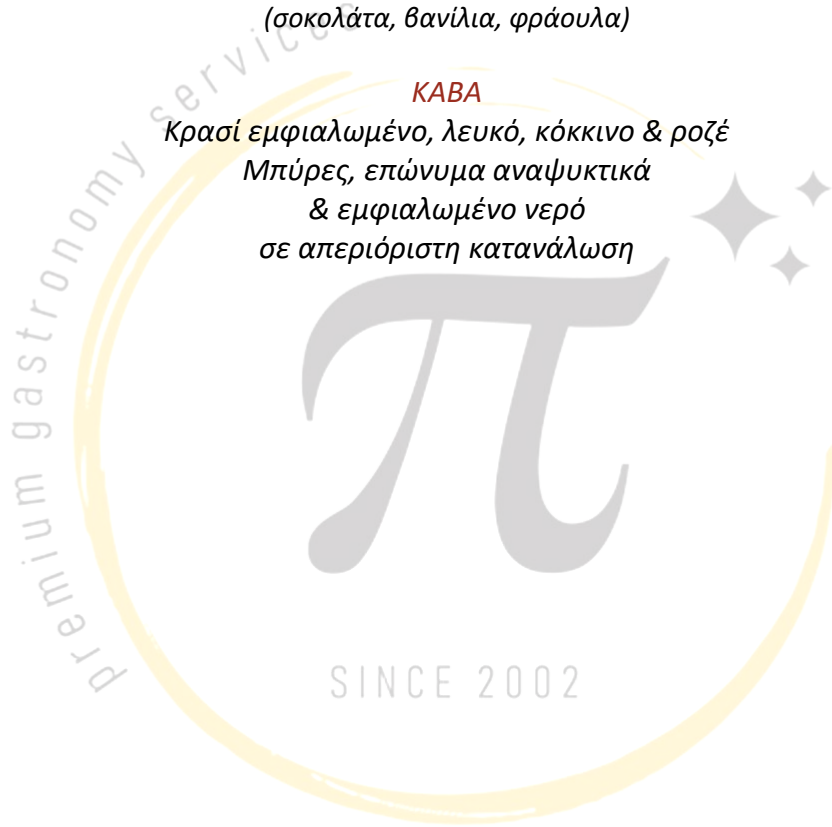 (σοκολάτα, βανίλια, φράουλα)
ΚΑΒΑ
Κρασί εμφιαλωμένο, λευκό, κόκκινο & ροζέ
Μπύρες, επώνυμα αναψυκτικά
& εμφιαλωμένο νερό
σε απεριόριστη κατανάλωση
premium gastronomy services
π
SINCE 2002